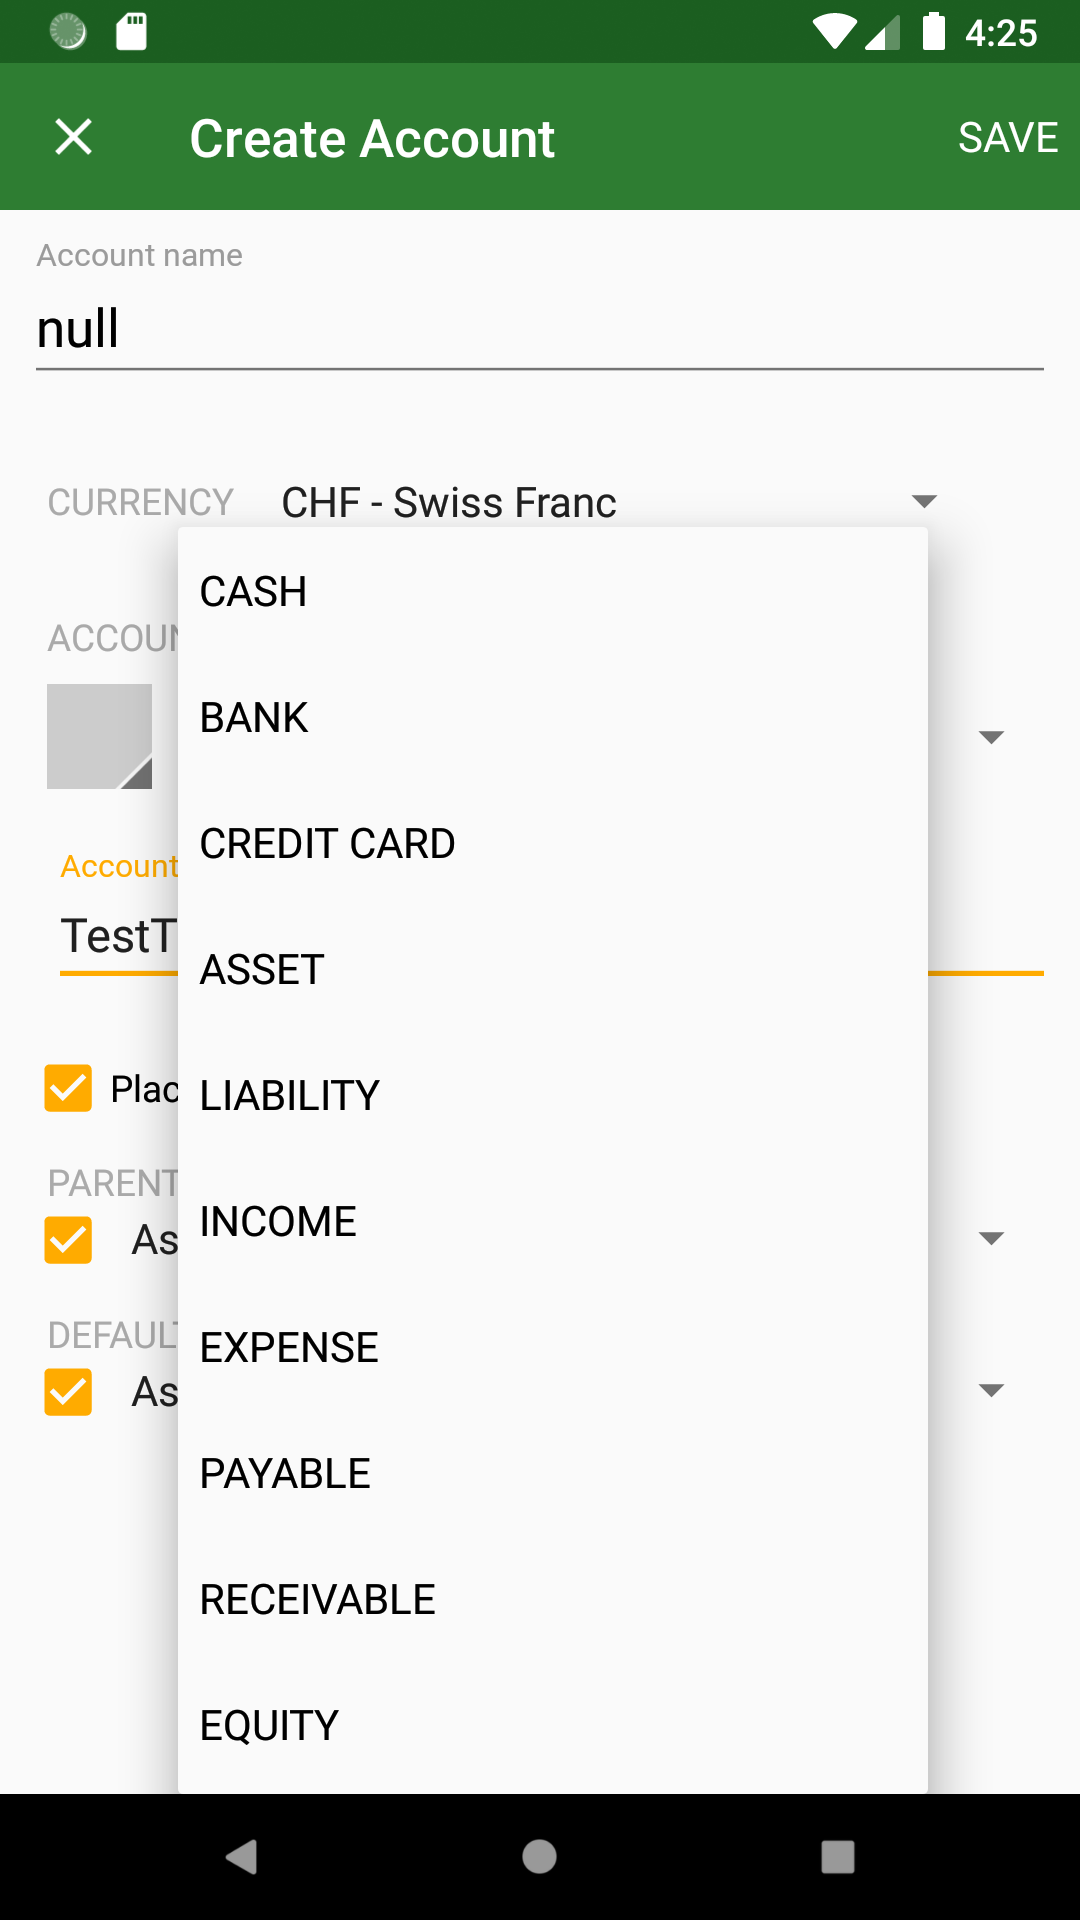 4:25
Create Account
SAVE
Account name
null
CURRENCY
CHF - Swiss Franc
CASH
ACCOUN
BANK
CREDIT CARD
Account
TestT
ASSET
Plac
LIABILITY
PARENT
INCOME
As
DEFAULT
EXPENSE
As
PAYABLE
RECEIVABLE
EQUITY